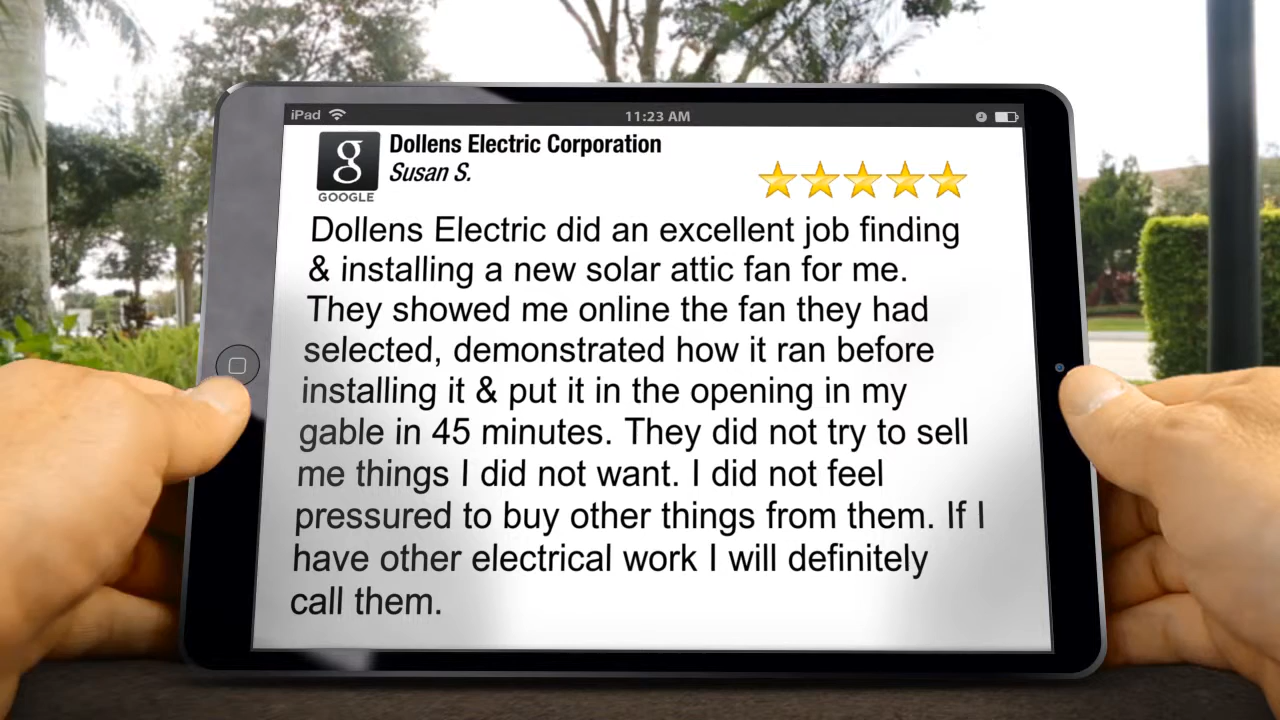 iPad 11:23 AM
g
GOOGLE
Dollens Electric Corporation
Susan S.
Dollens Electric did an excellent job finding
& installing a new solar attic fan for me.
They showed me online the fan they had
selected, demonstrated how it ran before
installing it & put it in the opening in my
gable in 45 minutes. They did not try to sell
me things I did not want. I did not feel
pressured to buy other things from them. If I
have other electrical work I will definitely
call them.